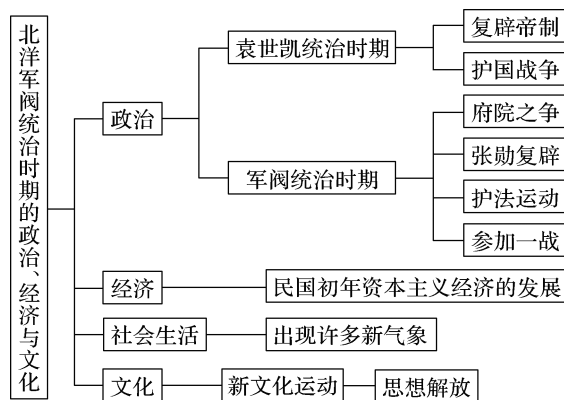 北洋军阀统治时期的政治、经济与文化
政治
袁世凯统治时期
复辟帝制
护国战争
军阀统治时期
府院之争
张勋复辟
护法运动
参加一战
经济
民国初年资本主义经济的发展
社会生活
出现许多新气象
文化
新文化运动
思想解放